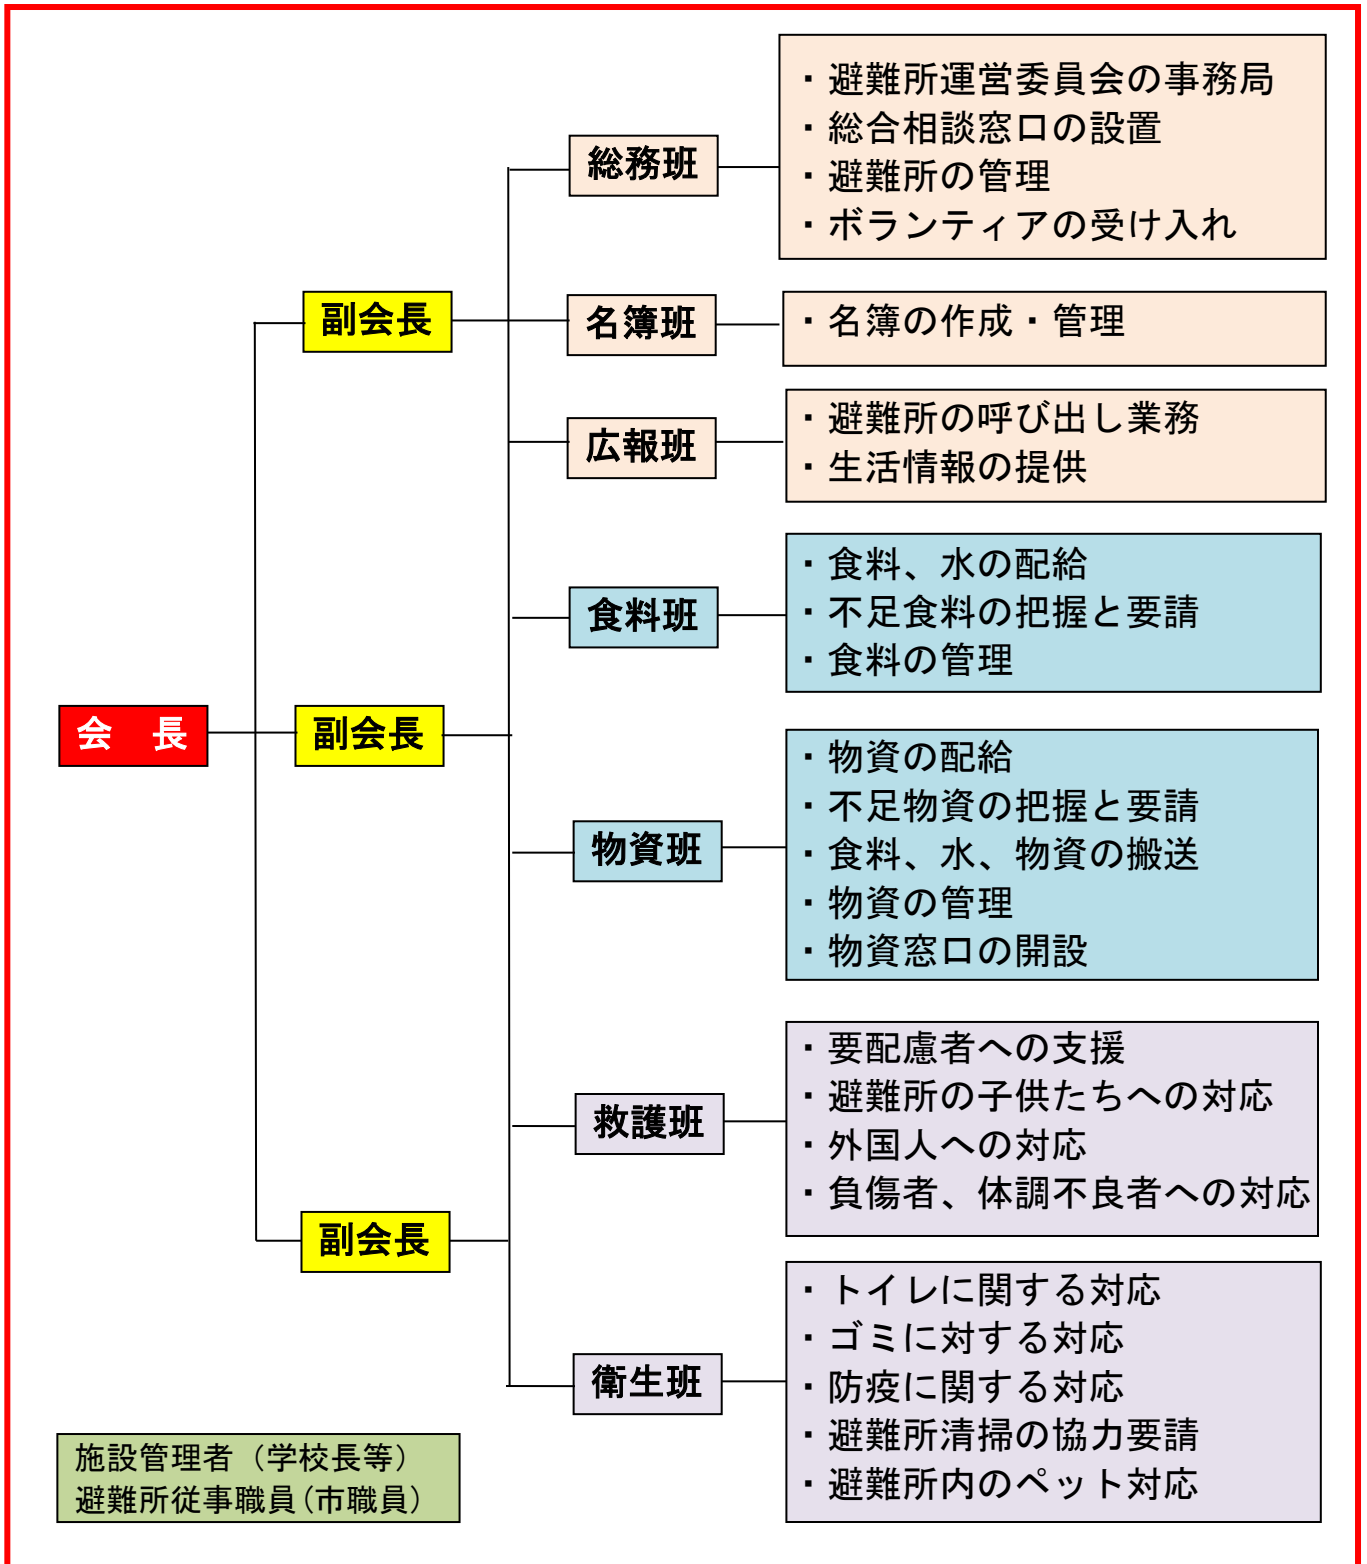 会　長
副会長
副会長
副会長
総務班
・避難所運営委員会の事務局
・総合相談窓口の設置
・避難所の管理
・ボランティアの受け入れ
名簿班
・名簿の作成・管理
広報班
・避難所の呼び出し業務
・生活情報の提供
食料班
・食料、水の配給
・不足食料の把握と要請
・食料の管理
物資班
・物資の配給
・不足物資の把握と要請
・食料、水、物資の搬送
・物資の管理
・物資窓口の開設
救護班
・要配慮者への支援
・避難所の子供たちへの対応
・外国人への対応
・負傷者、体調不良者への対応
衛生班
・トイレに関する対応
・ゴミに対する対応
・防疫に関する対応
・避難所清掃の協力要請
・避難所内のペット対応
施設管理者（学校長等）
避難所従事職員(市職員)